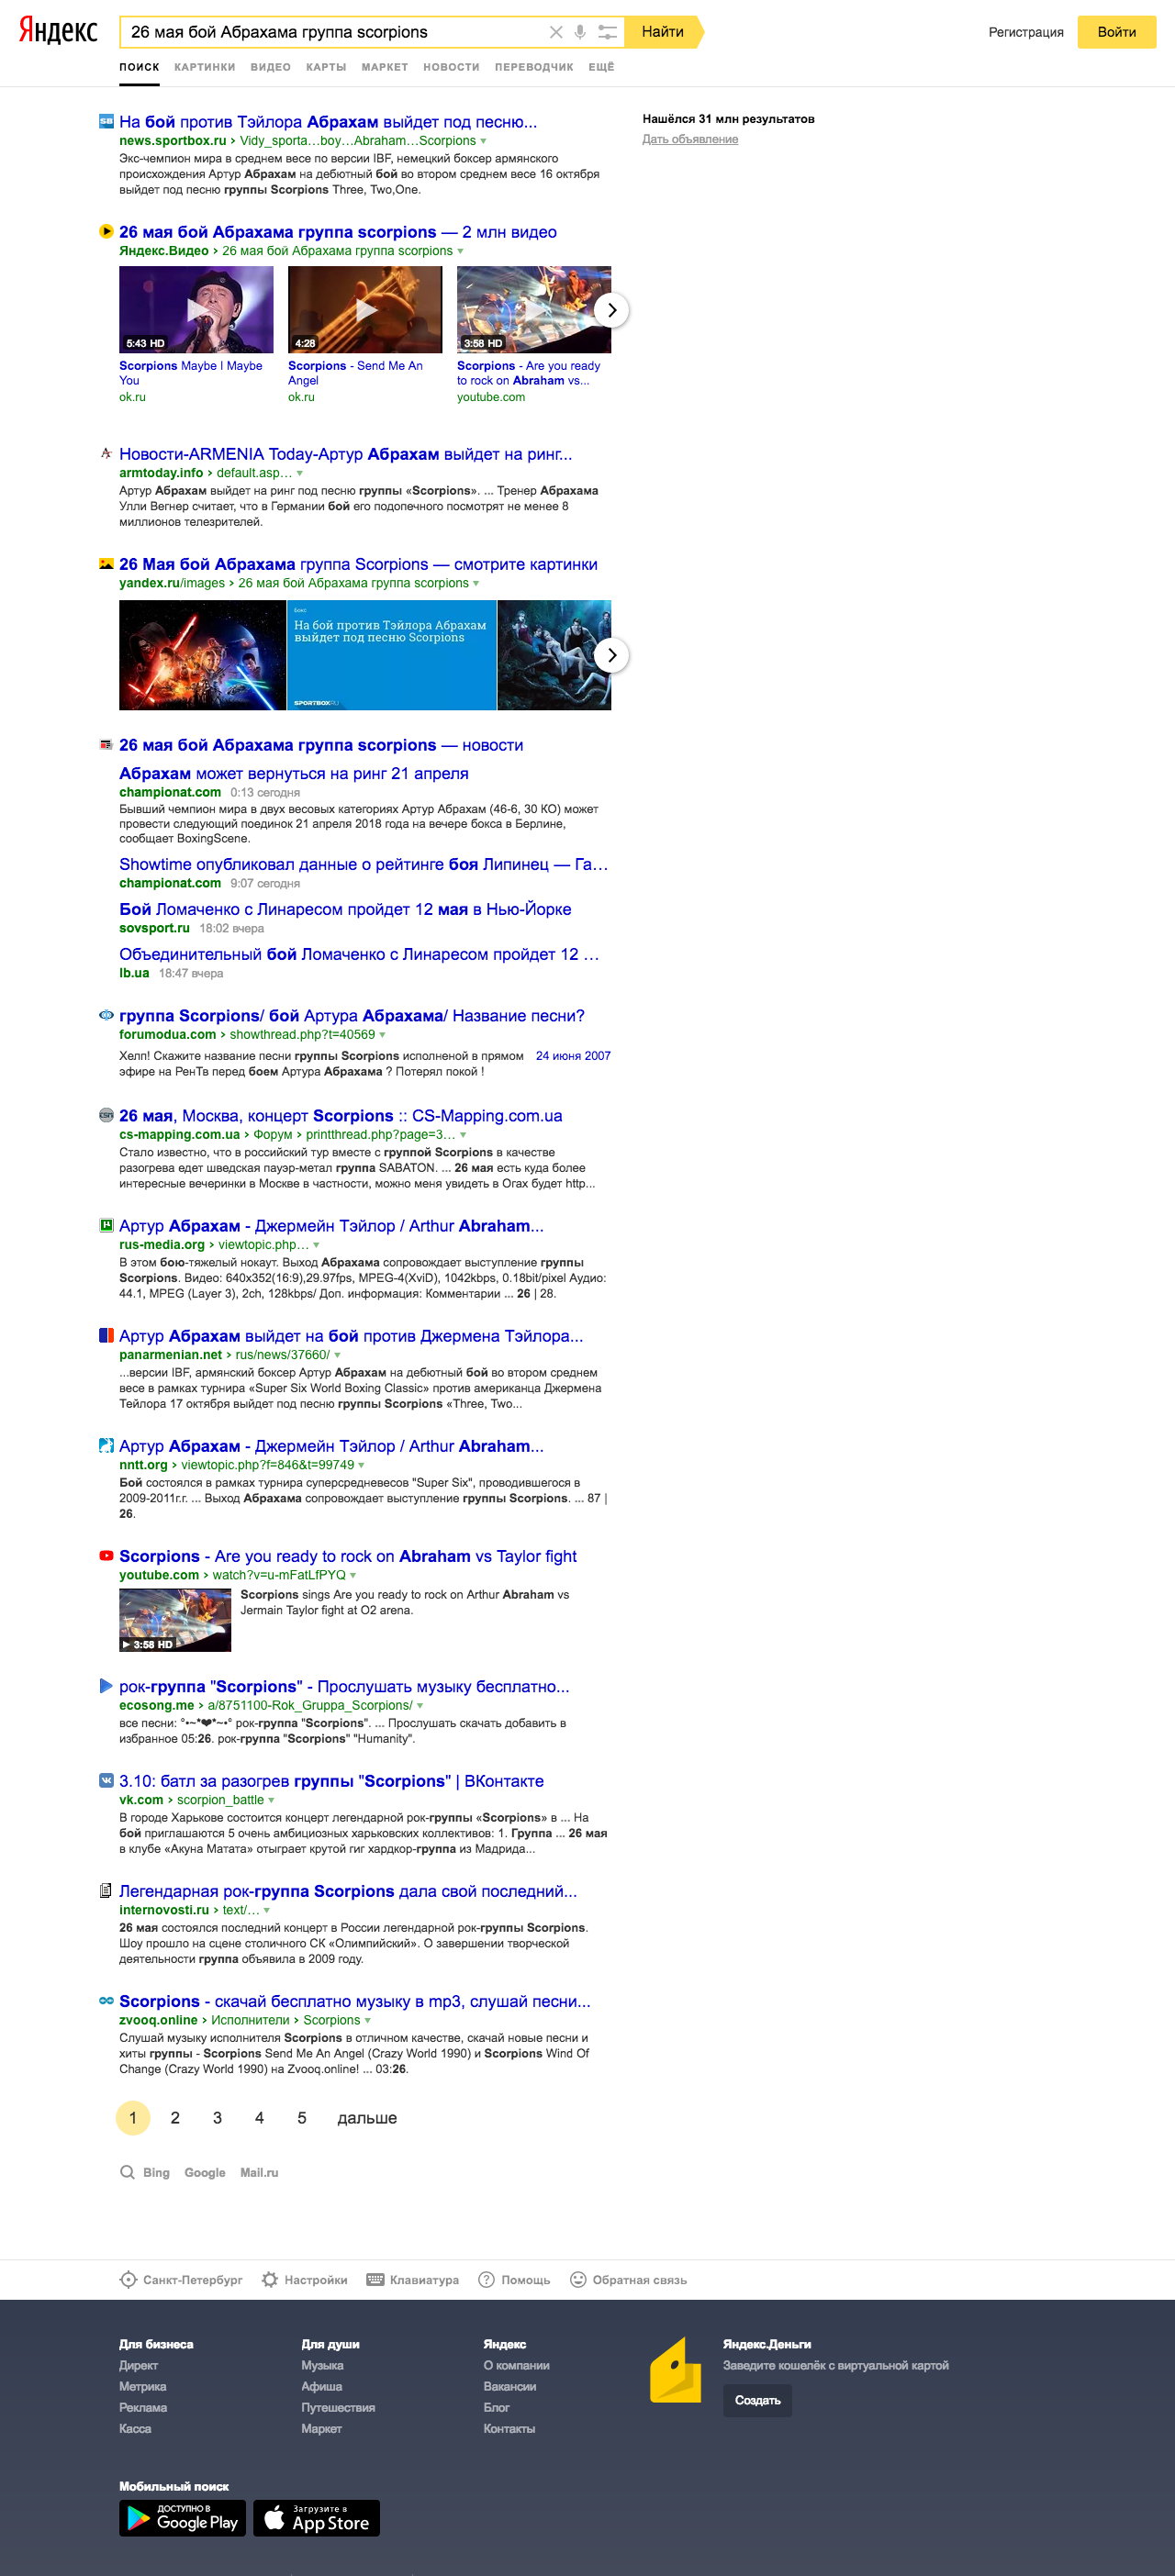 Яндекс
26 мая бой Абрахама группа scorpions
Найти
Регистрация
Войти
ПОИСК КАРТИНКИ ВИДЕО КАРТЫ МАРКЕТ НОВОСТИ ПЕРЕВОДЧИК ЕЩЁ
Нашёлся 31 млн результатов
Дать объявление
На бой против Тэйлора Абрахам выйдет под песню...
news.sportbox.ru › Vidy_sporta…boy…Abraham…Scorpions
Экс-чемпион мира в среднем весе по версии IBF, немецкий боксер армянского
происхождения Артур Абрахам на дебютный бой во втором среднем весе 16 октября
выйдет под песню группы Scorpions Three, Two,One.
26 мая бой Абрахама группа scorpions — 2 млн видео
Яндекс.Видео › 26 мая бой Абрахама группа scorpions
5:43 HD
4:28
3:58 HD
Scorpions Maybe I Maybe
You
ok.ru
Scorpions - Send Me An
Angel
ok.ru
Scorpions - Are you ready
to rock on Abraham vs...
youtube.com
Новости-ARMENIA Today-Артур Абрахам выйдет на ринг...
armtoday.info › default.asp…
Артур Абрахам выйдет на ринг под песню группы «Scorpions». ... Тренер Абрахама
Улли Вегнер считает, что в Германии бой его подопечного посмотрят не менее 8
миллионов телезрителей.
26 Мая бой Абрахама группа Scorpions — смотрите картинки
yandex.ru/images › 26 мая бой Абрахама группа scorpions
Бокс
На бой против Тэйлора Абрахам
выйдет под песню Scorpions
SPORTBOX.RU
26 мая бой Абрахама группа scorpions — новости
Абрахам может вернуться на ринг 21 апреля
championat.com 0:13 сегодня
Бывший чемпион мира в двух весовых категориях Артур Абрахам (46-6, 30 КО) может
провести следующий поединок 21 апреля 2018 года на вечере бокса в Берлине,
сообщает BoxingScene.
Showtime опубликовал данные о рейтинге боя Липинец — Га…
championat.com 9:07 сегодня
Бой Ломаченко с Линаресом пройдет 12 мая в Нью-Йорке
sovsport.ru 18:02 вчера
Объединительный бой Ломаченко с Линаресом пройдет 12 …
lb.ua 18:47 вчера
группа Scorpions/ бой Артура Абрахама/ Название песни?
forumodua.com › showthread.php?t=40569
Хелп! Скажите название песни группы Scorpions исполненой в прямом 24 июня 2007
эфире на РенТв перед боем Артура Абрахама ? Потерял покой !
26 мая, Москва, концерт Scorpions :: CS-Mapping.com.ua
cs-mapping.com.ua › Форум › printthread.php?page=3…
Стало известно, что в российский тур вместе с группой Scorpions в качестве
разогрева едет шведская пауэр-метал группа SABATON. ... 26 мая есть куда более
интересные вечеринки в Москве в частности, можно меня увидеть в Огах будет http...
Артур Абрахам - Джермейн Тэйлор / Arthur Abraham...
rus-media.org › viewtopic.php…
В этом бою-тяжелый нокаут. Выход Абрахама сопровождает выступление группы
Scorpions. Видео: 640x352(16:9),29.97fps, MPEG-4(XviD), 1042kbps, 0.18bit/pixel Аудио:
44.1, MPEG (Layer 3), 2ch, 128kbps/ Доп. информация: Комментарии ... 26 | 28.
Артур Абрахам выйдет на бой против Джермена Тэйлора...
panarmenian.net › rus/news/37660/
...версии IBF, армянский боксер Артур Абрахам на дебютный бой во втором среднем
весе в рамках турнира «Super Six World Boxing Classic» против американца Джермена
Тейлора 17 октября выйдет под песню группы Scorpions «Three, Two...
Артур Абрахам - Джермейн Тэйлор / Arthur Abraham...
nntt.org › viewtopic.php?f=846&t=99749
Бой состоялся в рамках турнира суперсредневесов "Super Six", проводившегося в
2009-2011г.г. ... Выход Абрахама сопровождает выступление группы Scorpions. ... 87 |
26.
Scorpions - Are you ready to rock on Abraham vs Taylor fight
youtube.com › watch?v=u-mFatLfPYQ
3:58 HD
Scorpions sings Are you ready to rock on Arthur Abraham vs
Jermain Taylor fight at O2 arena.
рок-группа "Scorpions" - Прослушать музыку бесплатно...
ecosong.me › a/8751100-Rok_Gruppa_Scorpions/
все песни: °•~*❤*~•° рок-группа "Scorpions". ... Прослушать скачать добавить в
избранное 05:26. рок-группа "Scorpions" "Humanity".
3.10: батл за разогрев группы "Scorpions" | ВКонтакте
vk.com › scorpion_battle
В городе Харькове состоится концерт легендарной рок-группы «Scorpions» в ... На
бой приглашаются 5 очень амбициозных харьковских коллективов: 1. Группа ... 26 мая
в клубе «Акуна Матата» отыграет крутой гиг хардкор-группа из Мадрида...
Легендарная рок-группа Scorpions дала свой последний...
internovosti.ru › text/…
26 мая состоялся последний концерт в России легендарной рок-группы Scorpions.
Шоу прошло на сцене столичного СК «Олимпийский». О завершении творческой
деятельности группа объявила в 2009 году.
Scorpions - скачай бесплатно музыку в mp3, слушай песни...
zvooq.online › Исполнители › Scorpions
Слушай музыку исполнителя Scorpions в отличном качестве, скачай новые песни и
хиты группы - Scorpions Send Me An Angel (Crazy World 1990) и Scorpions Wind Of
Change (Crazy World 1990) на Zvooq.online! ... 03:26.
1 2 3 4 5 дальше
Bing Google Mail.ru
Санкт-Петербург Настройки Клавиатура Помощь Обратная связь
Для бизнеса
Директ
Метрика
Реклама
Касса
Для души
Музыка
Афиша
Путешествия
Маркет
Яндекс
О компании
Вакансии
Блог
Контакты
Яндекс.Деньги
Заведите кошелёк с виртуальной картой
Создать
Мобильный поиск
ДОСТУПНО В
Google Play
Загрузите в
App Store